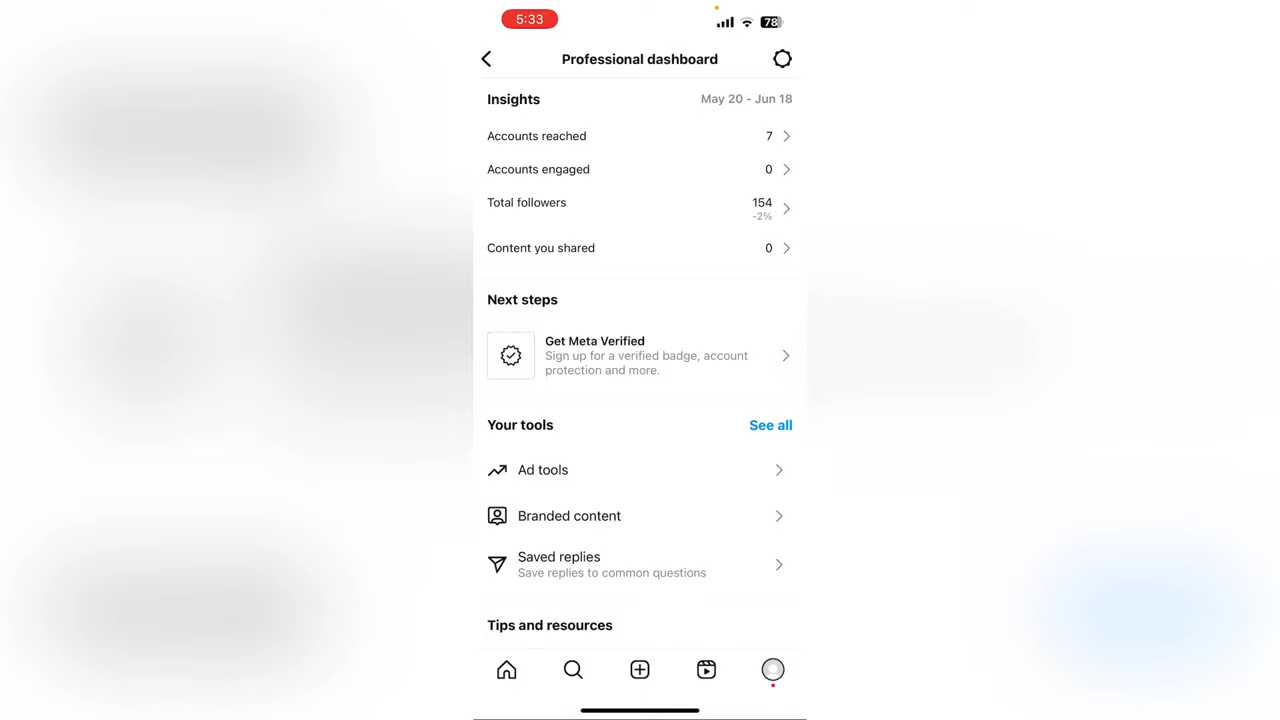 5:33
78
Professional dashboard
Insights
May 20 - Jun 18
Accounts reached
7
Accounts engaged
0
Total followers
154
-2%
Content you shared
0
Next steps
Get Meta Verified
Sign up for a verified badge, account
protection and more.
Your tools
See all
Ad tools
Branded content
Saved replies
Save replies to common questions
Tips and resources